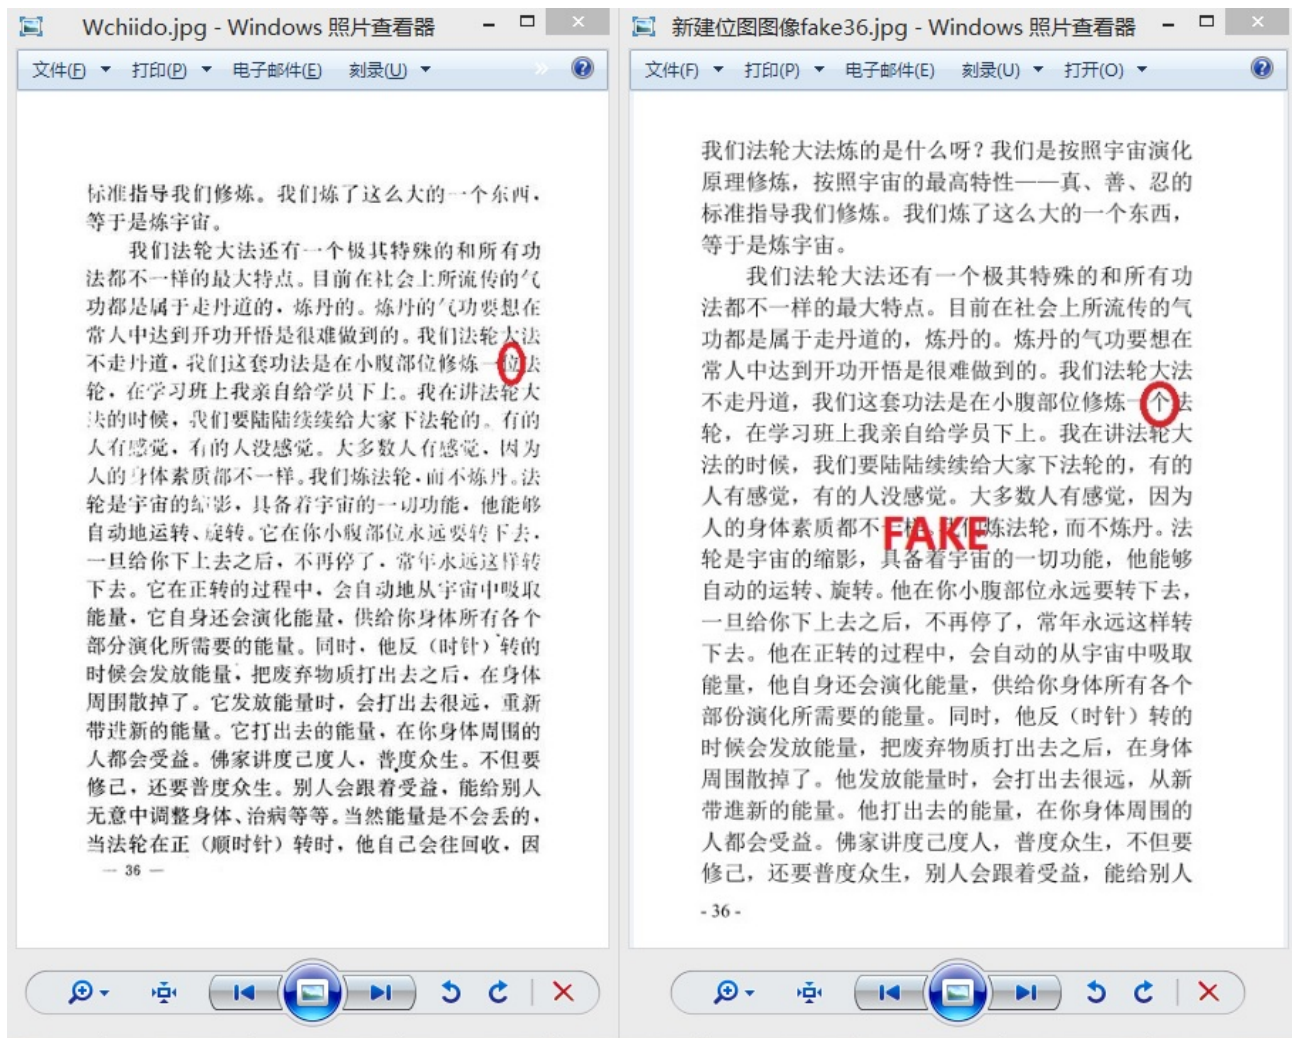 Wchiido.jpg - Windows 照片查看器
文件(F) 打印(P) 电子邮件(E) 刻录(U) »
标准指导我们修炼。我们炼了这么大的一个东西，
等于是炼宇宙。
我们法轮大法还有一个极其特殊的和所有功
法都不一样的最大特点。目前在社会上所流传的气
功都是属于走丹道的，炼丹的。炼丹的气功要想在
常人中达到开功开悟是很难做到的。我们法轮大法
不走丹道，我们这套功法是在小腹部位修炼一位法
轮，在学习班上我亲自给学员下上。我在讲法轮大
法的时候，我们要陆陆续续给大家下法轮的。有的
人有感觉，有的人没感觉。大多数人有感觉，因为
人的身体素质都不一样。我们炼法轮，而不炼丹。法
轮是宇宙的缩影，具备着宇宙的一切功能，他能够
自动地运转、旋转。它在你小腹部位永远要转下去，
一旦给你下上去之后，不再停了，常年永远这样转
下去。它在正转的过程中，会自动地从宇宙中吸取
能量，它自身还会演化能量，供给你身体所有各个
部分演化所需要的能量。同时，他反（时针）转的
时候会发放能量，把废弃物质打出去之后，在身体
周围散掉了。它发放能量时，会打出去很远，重新
带进新的能量。它打出去的能量，在你身体周围的
人都会受益。佛家讲度己度人，普度众生。不但要
修己，还要普度众生。别人会跟着受益，能给别人
无意中调整身体、治病等等。当然能量是不会丢的，
当法轮在正（顺时针）转时，他自己会往回收，因
— 36 —
新建位图图像fake36.jpg - Windows 照片查看器
文件(F) 打印(P) 电子邮件(E) 刻录(U) 打开(O)
我们法轮大法炼的是什么呀？我们是按照宇宙演化
原理修炼，按照宇宙的最高特性——真、善、忍的
标准指导我们修炼。我们炼了这么大的一个东西，
等于是炼宇宙。
我们法轮大法还有一个极其特殊的和所有功
法都不一样的最大特点。目前在社会上所流传的气
功都是属于走丹道的，炼丹的。炼丹的气功要想在
常人中达到开功开悟是很难做到的。我们法轮大法
不走丹道，我们这套功法是在小腹部位修炼一个法
轮，在学习班上我亲自给学员下上。我在讲法轮大
法的时候，我们要陆陆续续给大家下法轮的，有的
人有感觉，有的人没感觉。大多数人有感觉，因为
人的身体素质都不一样。我们炼法轮，而不炼丹。法
FAKE
轮是宇宙的缩影，具备着宇宙的一切功能，他能够
自动的运转、旋转。他在你小腹部位永远要转下去，
一旦给你下上去之后，不再停了，常年永远这样转
下去。他在正转的过程中，会自动的从宇宙中吸取
能量，他自身还会演化能量，供给你身体所有各个
部份演化所需要的能量。同时，他反（时针）转的
时候会发放能量，把废弃物质打出去之后，在身体
周围散掉了。他发放能量时，会打出去很远，从新
带進新的能量。他打出去的能量，在你身体周围的
人都会受益。佛家讲度己度人，普度众生，不但要
修己，还要普度众生，别人会跟着受益，能给别人
- 36 -